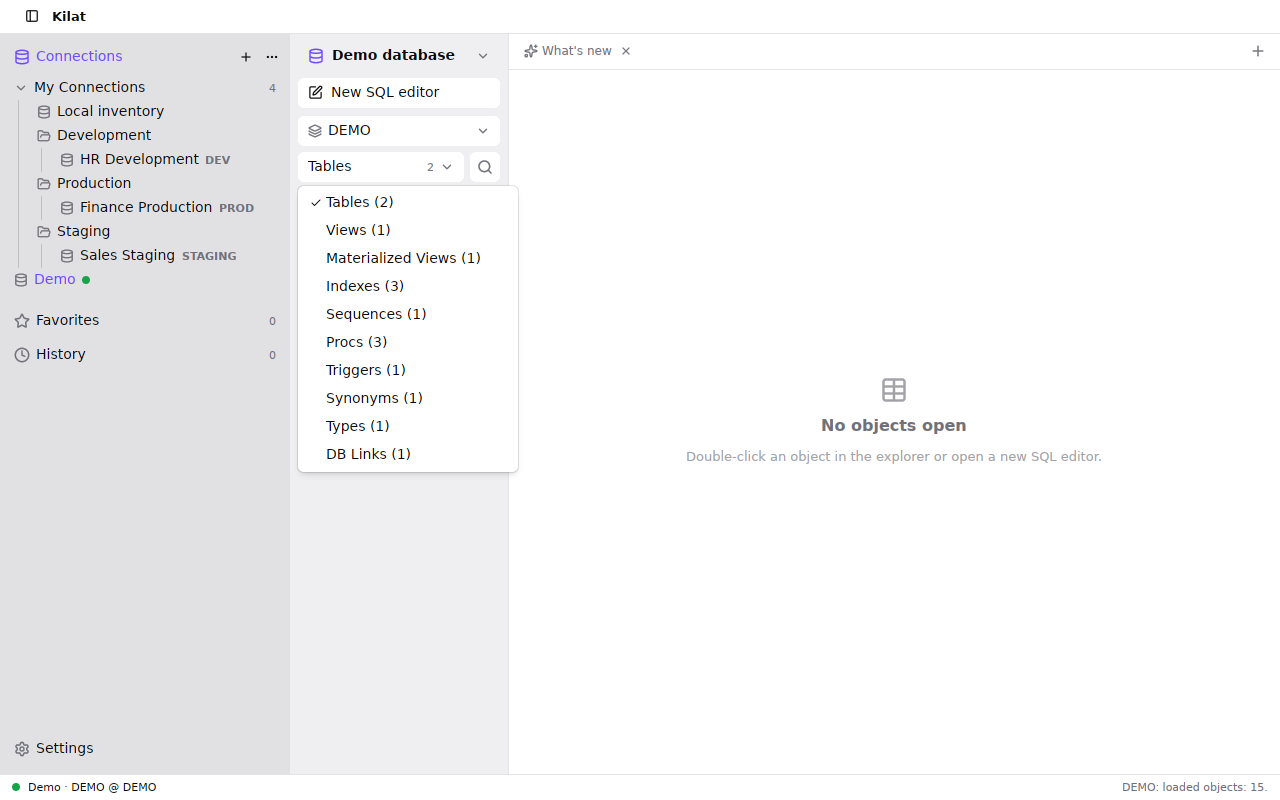 Kilat
Connections
My Connections 4
Local inventory
Development
HR Development DEV
Production
Finance Production PROD
Staging
Sales Staging STAGING
Demo
Favorites 0
History 0
Settings
Demo database
New SQL editor
DEMO
Tables 2
Tables (2)
Views (1)
Materialized Views (1)
Indexes (3)
Sequences (1)
Procs (3)
Triggers (1)
Synonyms (1)
Types (1)
DB Links (1)
What's new
No objects open
Double-click an object in the explorer or open a new SQL editor.
Demo · DEMO @ DEMO
DEMO: loaded objects: 15.